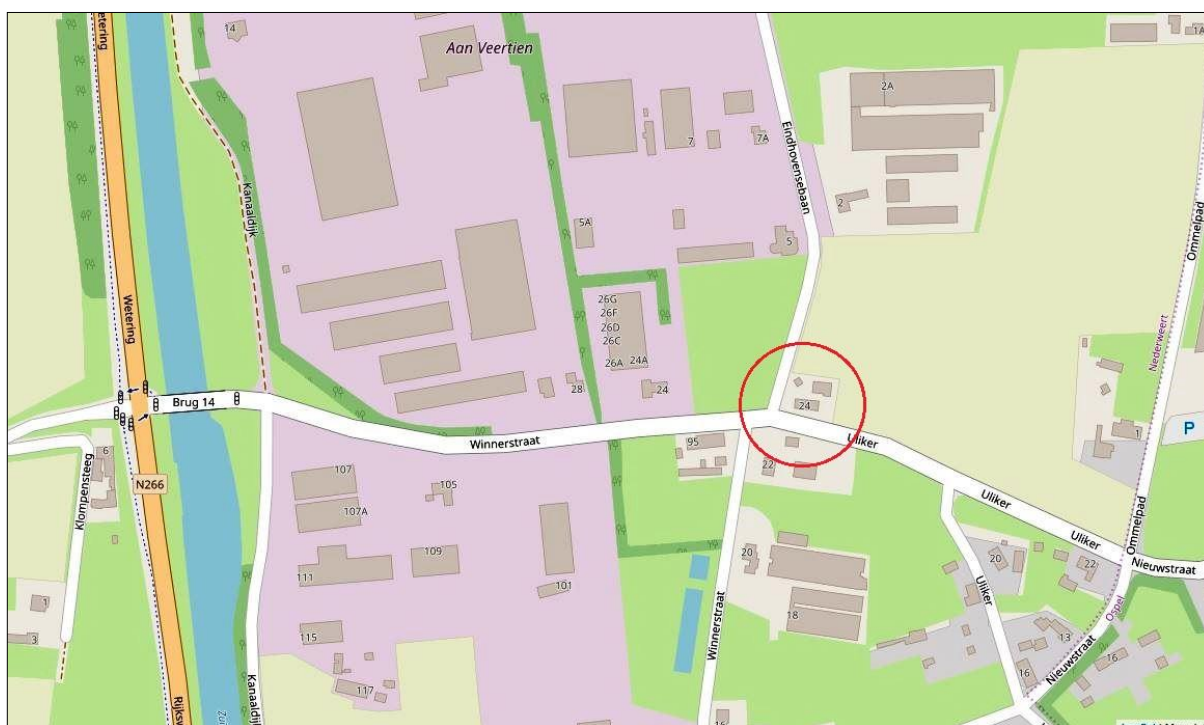 Wetering
14
Aan Veertien
2A
1A
7
7A
Eindhovensebaan
2
Kanaaldijk
5A
5
Ommelpad
Nederweert
Wetering
26G
26F
26D
26C
26A
24A
28
24
24
Brug 14
Winnerstraat
Uliker
1
P
95
22
6
Klompensteeg
N266
107
105
107A
Uliker
Uliker
Ommelpad
109
111
101
20
20
22
Nieuwstraat
Uliker
Ospel
1
3
115
117
18
Winnerstraat
13
Nieuwstraat
16
16
16
Kanaaldijk